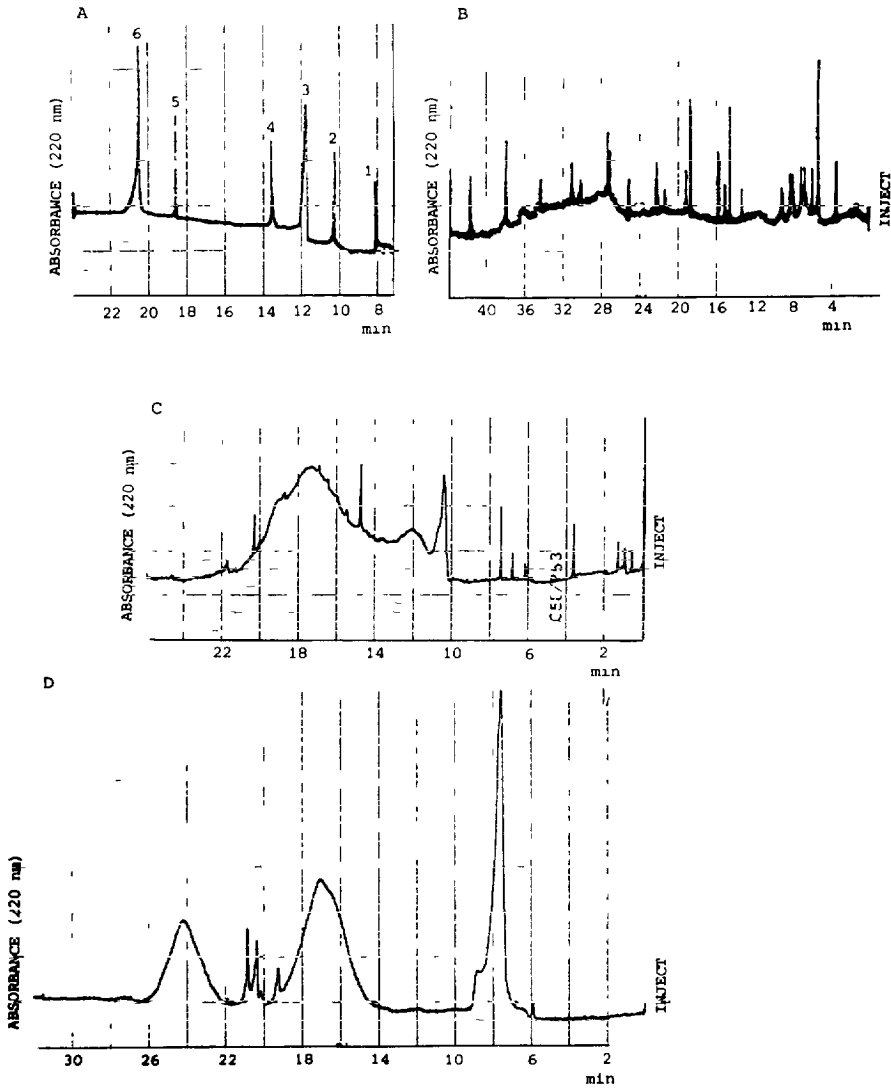 A
6
5
4
3
2
1
ABSORBANCE (220 nm)
22 20 18 16 14 12 10 8
min
B
ABSORBANCE (220 nm)
INJECT
40 36 32 28 24 20 16 12 8 4
min
C
ABSORBANCE (220 nm)
INJECT
22 18 14 10 6 2
min
D
ABSORBANCE (220 nm)
INJECT
30 26 22 18 14 10 6 2
min